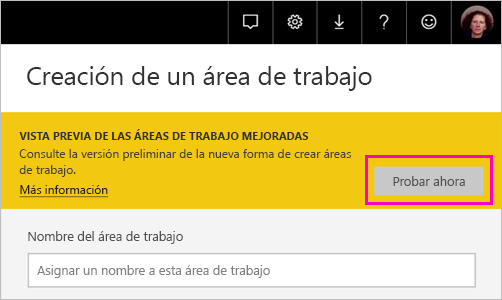 Creación de un área de trabajo
VISTA PREVIA DE LAS ÁREAS DE TRABAJO MEJORADAS
Consulte la versión preliminar de la nueva forma de crear áreas
de trabajo.
Más información
Probar ahora
Nombre del área de trabajo
Asignar un nombre a esta área de trabajo